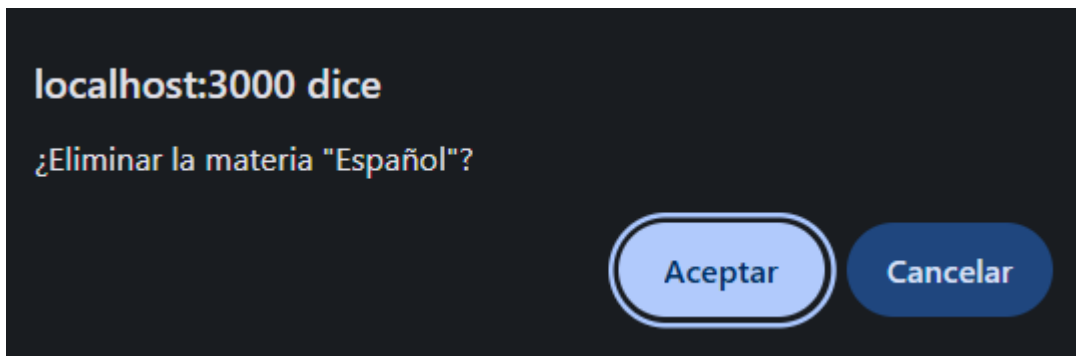 localhost:3000 dice
¿Eliminar la materia "Español"?
Aceptar Cancelar